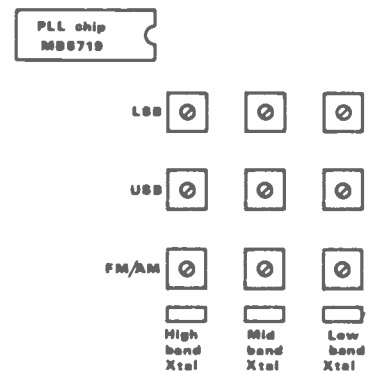 PLL chip
MB8719
LSB
USB
FM/AM
High Mid Low
band band band
Xtal Xtal Xtal